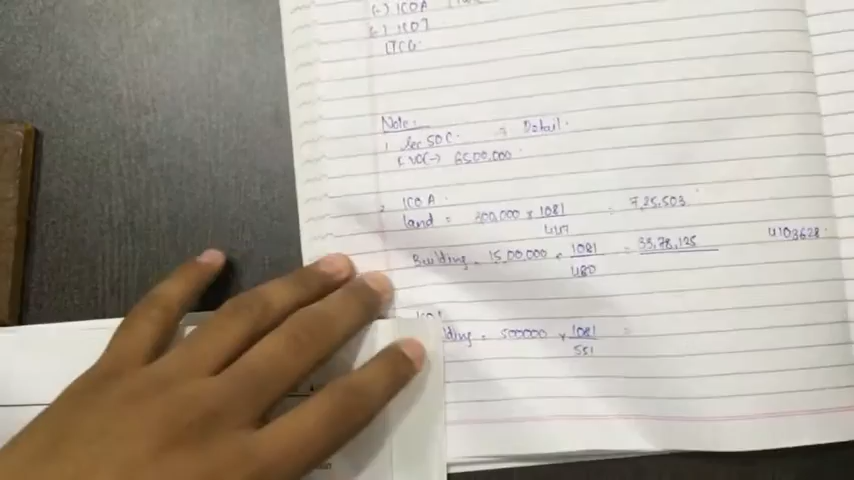 (-) ICOA
(-) ICOI
LTCG.
Note:-
1 Sec 50C. → Detail.
FVOC → 6500,000.
2 ICOA.
land = 300,000 × 1081 / 447 = 7,25,503
Building = 15,00,000 × 1081 / 480 = 33,78,125 4103628
ding = 500000 × 1081 / 551 =